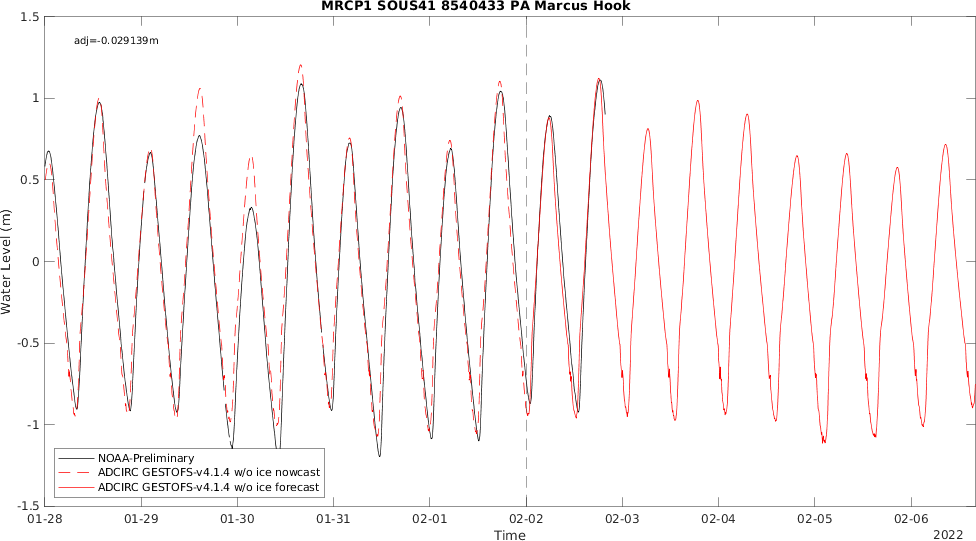 MRCP1 SOUS41 8540433 PA Marcus Hook
adj=-0.029139m
1.5
1
0.5
0
-0.5
-1
-1.5
Water Level (m)
NOAA-Preliminary
ADCIRC GESTOFS-v4.1.4 w/o ice nowcast
ADCIRC GESTOFS-v4.1.4 w/o ice forecast
01-28 01-29 01-30 01-31 02-01 02-02 02-03 02-04 02-05 02-06
Time
2022